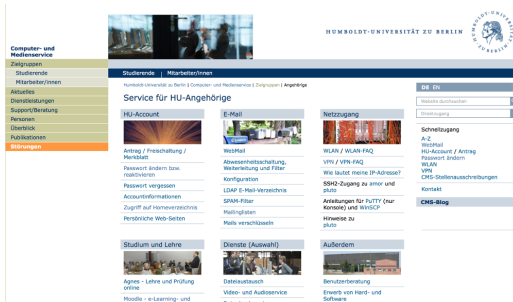 HUMBOLDT-UNIVERSITÄT ZU BERLIN
Computer- und
Medienservice
Zielgruppen
Studierende
Mitarbeiter/innen
Aktuelles
Dienstleistungen
Support/Beratung
Personen
Überblick
Publikationen
Störungen
Studierende Mitarbeiter/innen
Humboldt-Universität zu Berlin | Computer- und Medienservice | Zielgruppen | Angehörige
Service für HU-Angehörige
HU-Account
Antrag / Freischaltung /
Merkblatt
Passwort ändern bzw.
reaktivieren
Passwort vergessen
Accountinformationen
Zugriff auf Homeverzeichnis
Persönliche Web-Seiten
E-Mail
WebMail
Abwesenheitsschaltung,
Weiterleitung und Filter
Konfiguration
LDAP E-Mail-Verzeichnis
SPAM-Filter
Mailinglisten
Mails verschlüsseln
Netzzugang
WLAN / WLAN-FAQ
VPN / VPN-FAQ
Wie lautet meine IP-Adresse?
SSH2-Zugang zu amor und
pluto
Anleitungen für PuTTY (nur
Konsole) und WinSCP
Hinweise zu
pluto
Studium und Lehre
Agnes - Lehre und Prüfung
online
Moodle - e-Learning- und
Dienste (Auswahl)
Dateiaustausch
Video- und Audioservice
Außerdem
Benutzerberatung
Erwerb von Hard- und
Software
DE EN
Website durchsuchen
Direktzugang
Schnellzugang
A-Z
WebMail
HU-Account / Antrag
Passwort ändern
WLAN
VPN
CMS-Stellenausschreibungen
Kontakt
CMS-Blog